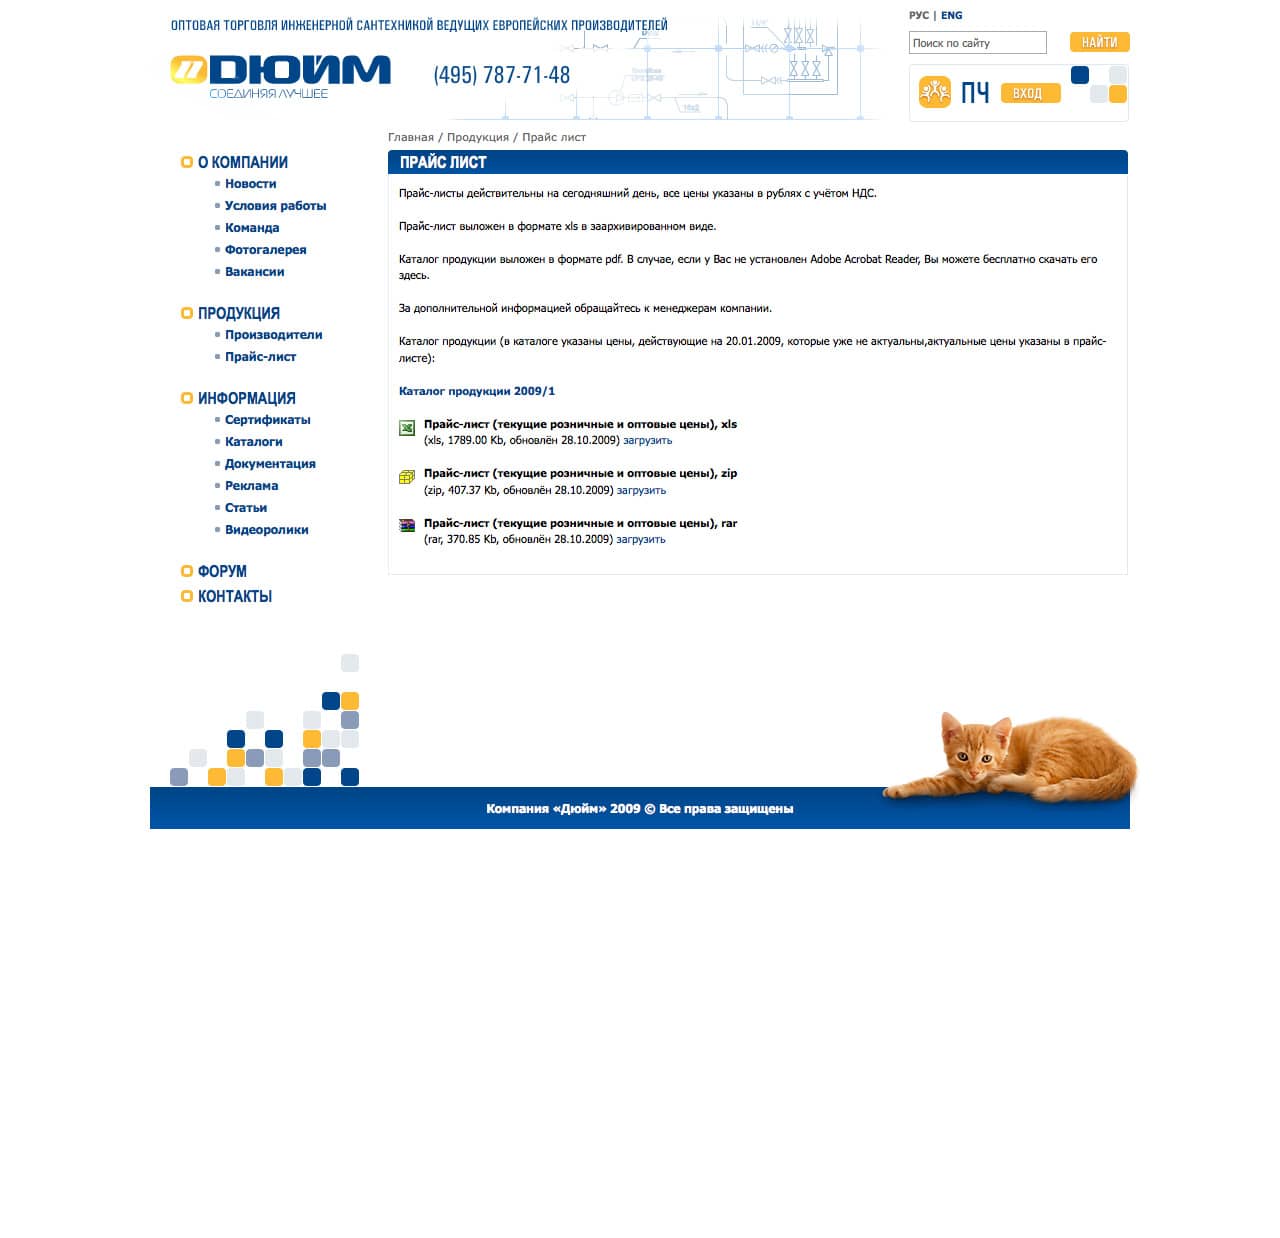 ОПТОВАЯ ТОРГОВЛЯ ИНЖЕНЕРНОЙ САНТЕХНИКОЙ ВЕДУЩИХ ЕВРОПЕЙСКИХ ПРОИЗВОДИТЕЛЕЙ
РУС | ENG
Поиск по сайту
НАЙТИ
ДЮЙМ
СОЕДИНЯЯ ЛУЧШЕЕ
(495) 787-71-48
ПЧ
ВХОД
Главная / Продукция / Прайс лист
О КОМПАНИИ
Новости
Условия работы
Команда
Фотогалерея
Вакансии
ПРОДУКЦИЯ
Производители
Прайс-лист
ИНФОРМАЦИЯ
Сертификаты
Каталоги
Документация
Реклама
Статьи
Видеоролики
ФОРУМ
КОНТАКТЫ
ПРАЙС ЛИСТ
Прайс-листы действительны на сегодняшний день, все цены указаны в рублях с учётом НДС.
Прайс-лист выложен в формате xls в заархивированном виде.
Каталог продукции выложен в формате pdf. В случае, если у Вас не установлен Adobe Acrobat Reader, Вы можете бесплатно скачать его
здесь.
За дополнительной информацией обращайтесь к менеджерам компании.
Каталог продукции (в каталоге указаны цены, действующие на 20.01.2009, которые уже не актуальны,актуальные цены указаны в прайс-
листе):
Каталог продукции 2009/1
Прайс-лист (текущие розничные и оптовые цены), xls
(xls, 1789.00 Kb, обновлён 28.10.2009) загрузить
Прайс-лист (текущие розничные и оптовые цены), zip
(zip, 407.37 Kb, обновлён 28.10.2009) загрузить
Прайс-лист (текущие розничные и оптовые цены), rar
(rar, 370.85 Kb, обновлён 28.10.2009) загрузить
Компания «Дюйм» 2009 © Все права защищены